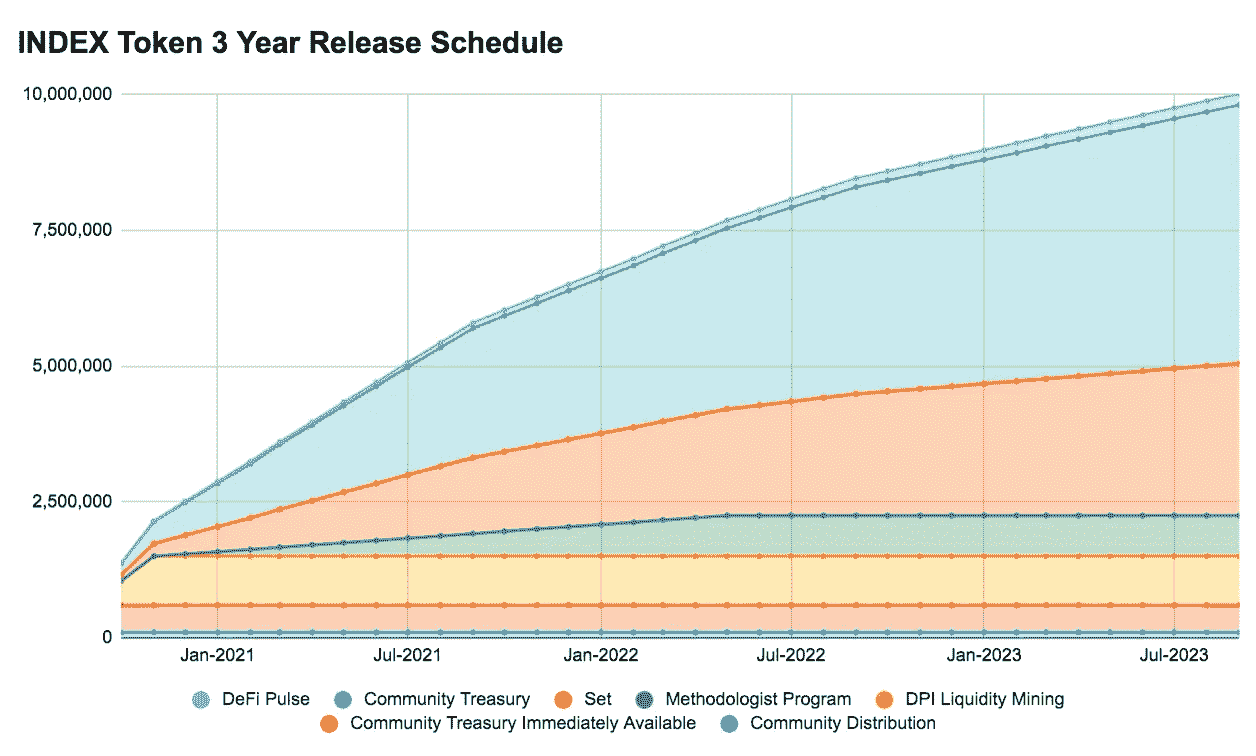 INDEX Token 3 Year Release Schedule
10,000,000
7,500,000
5,000,000
2,500,000
0
Jan-2021 Jul-2021 Jan-2022 Jul-2022 Jan-2023 Jul-2023
DeFi Pulse Community Treasury Set Methodologist Program DPI Liquidity Mining
Community Treasury Immediately Available Community Distribution